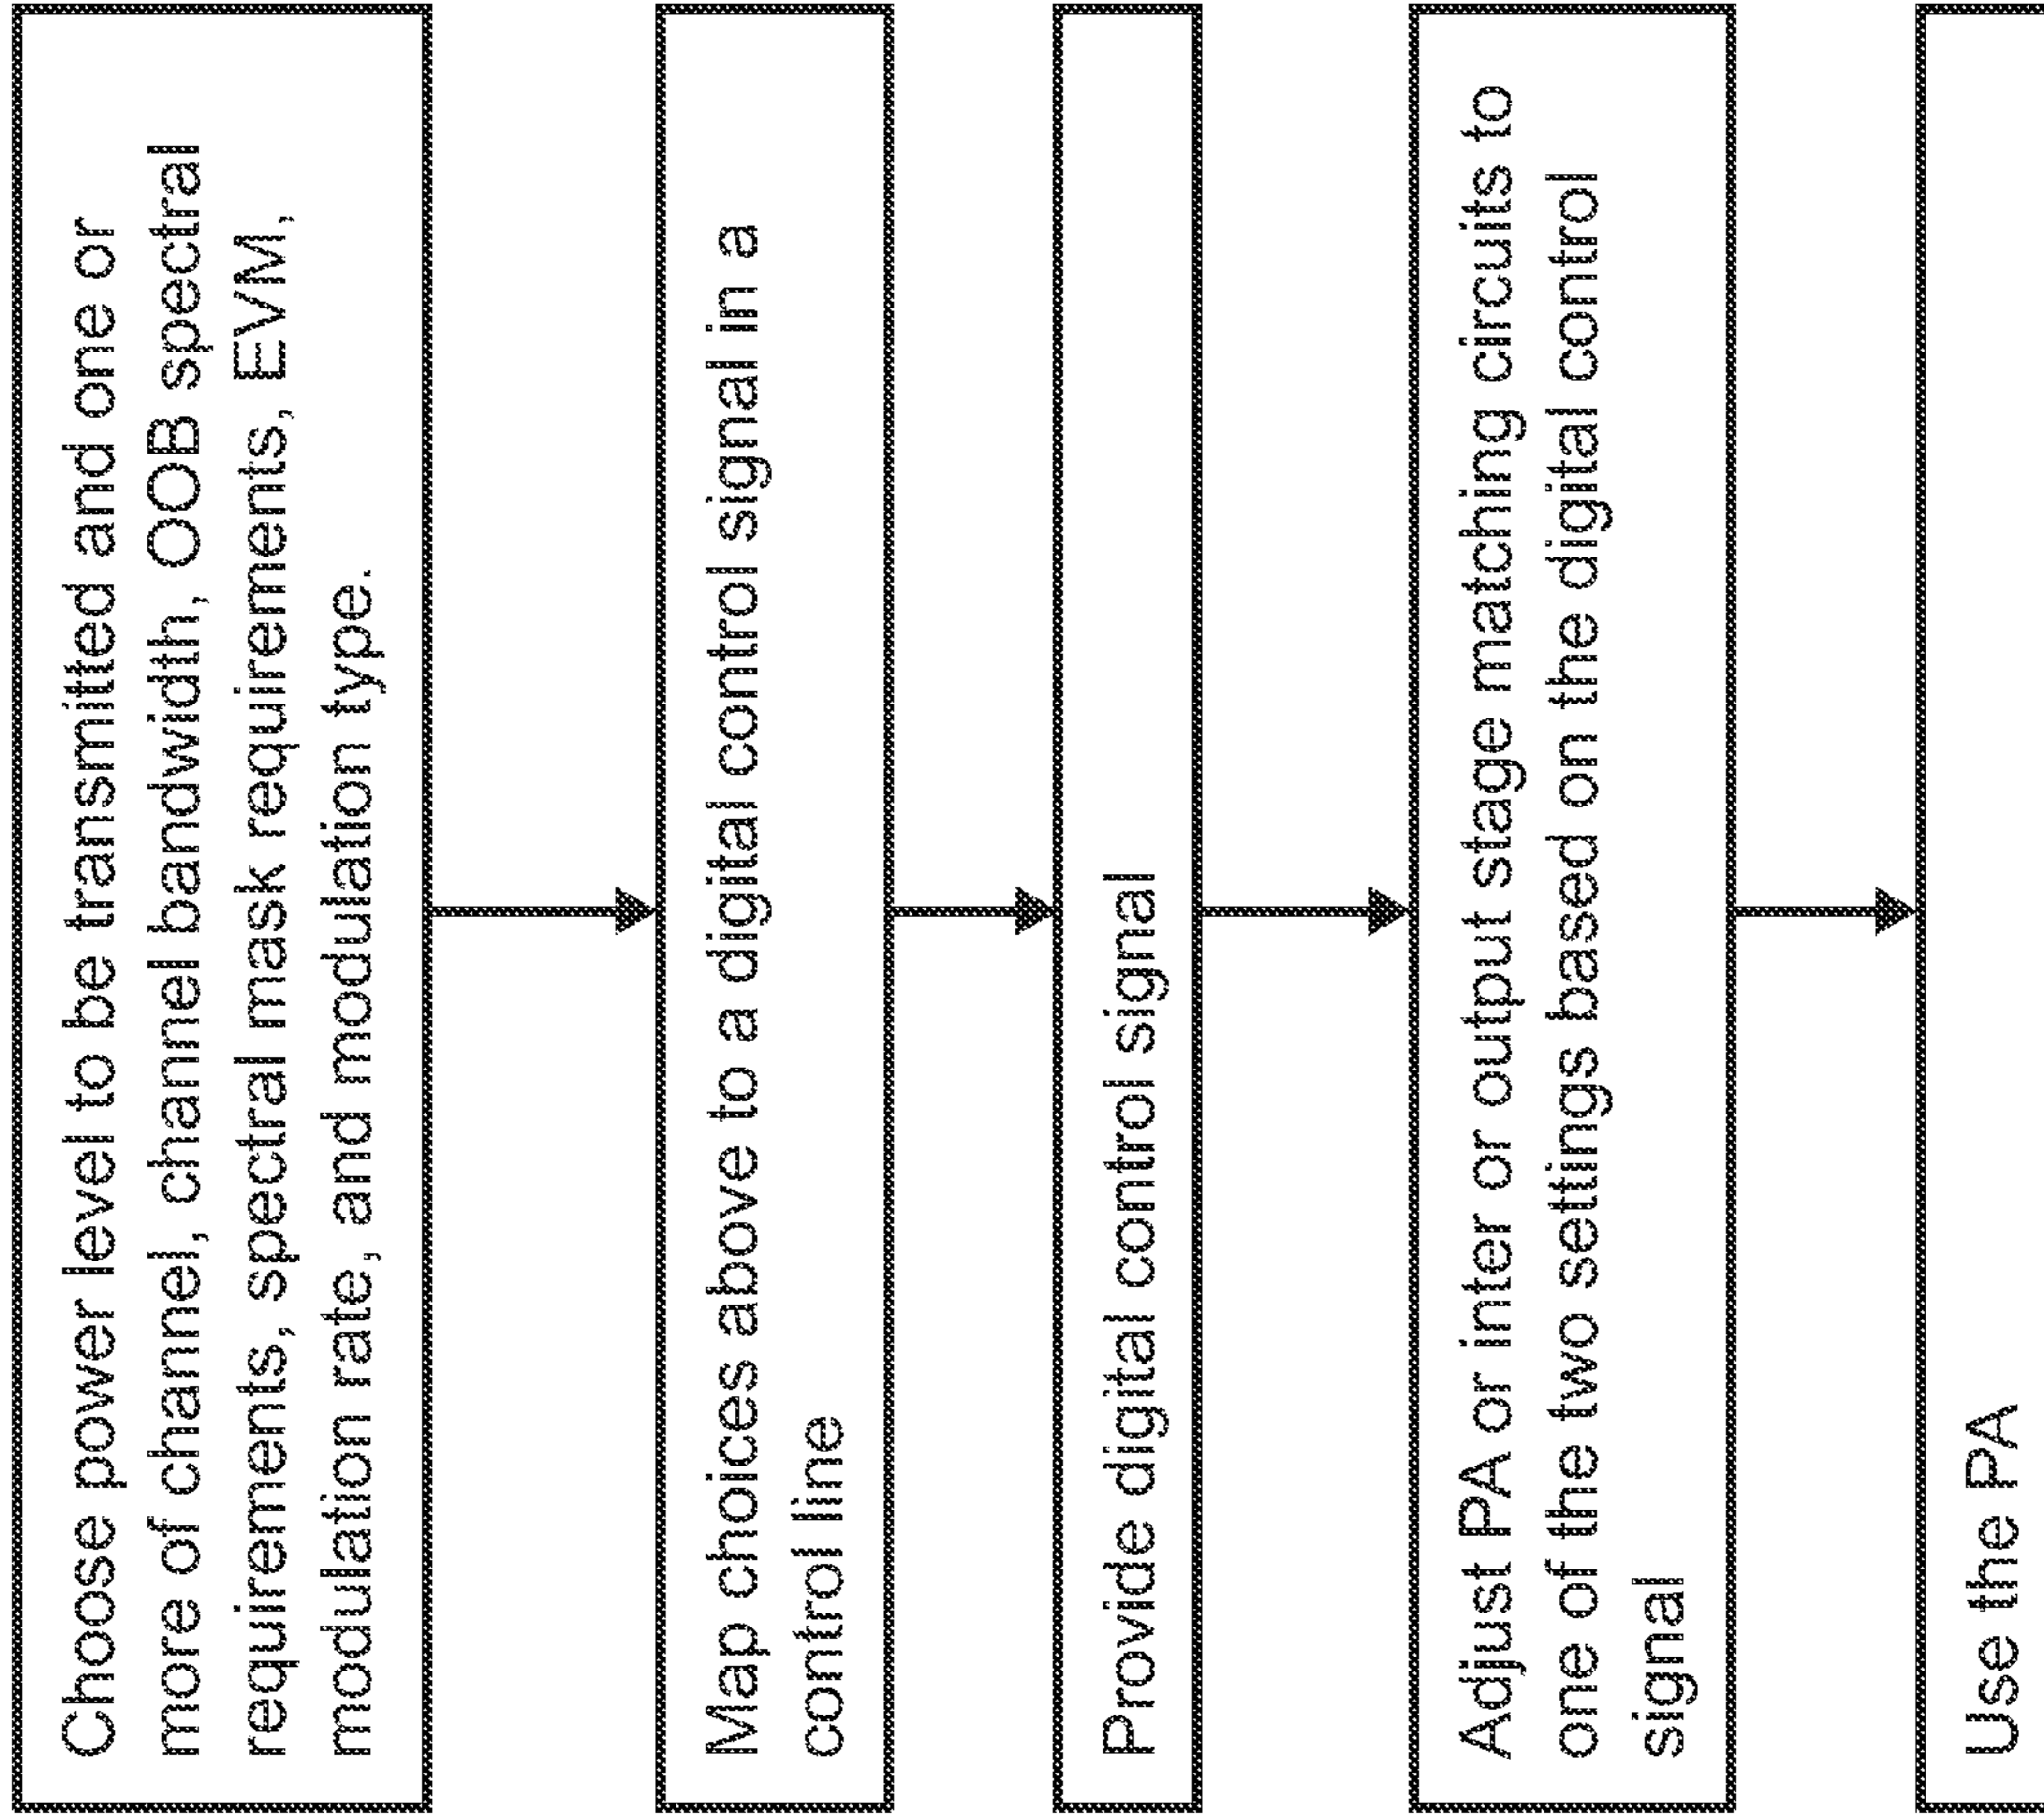 Choose power level to be transmitted and one or
more of channel, channel bandwidth, OOB spectral
requirements, spectral mask requirements, EVM,
modulation rate, and modulation type.
Map choices above to a digital control signal in a
control line
Provide digital control signal
Adjust PA or inter or output stage matching circuits to
one of the two settings based on the digital control
signal
Use the PA